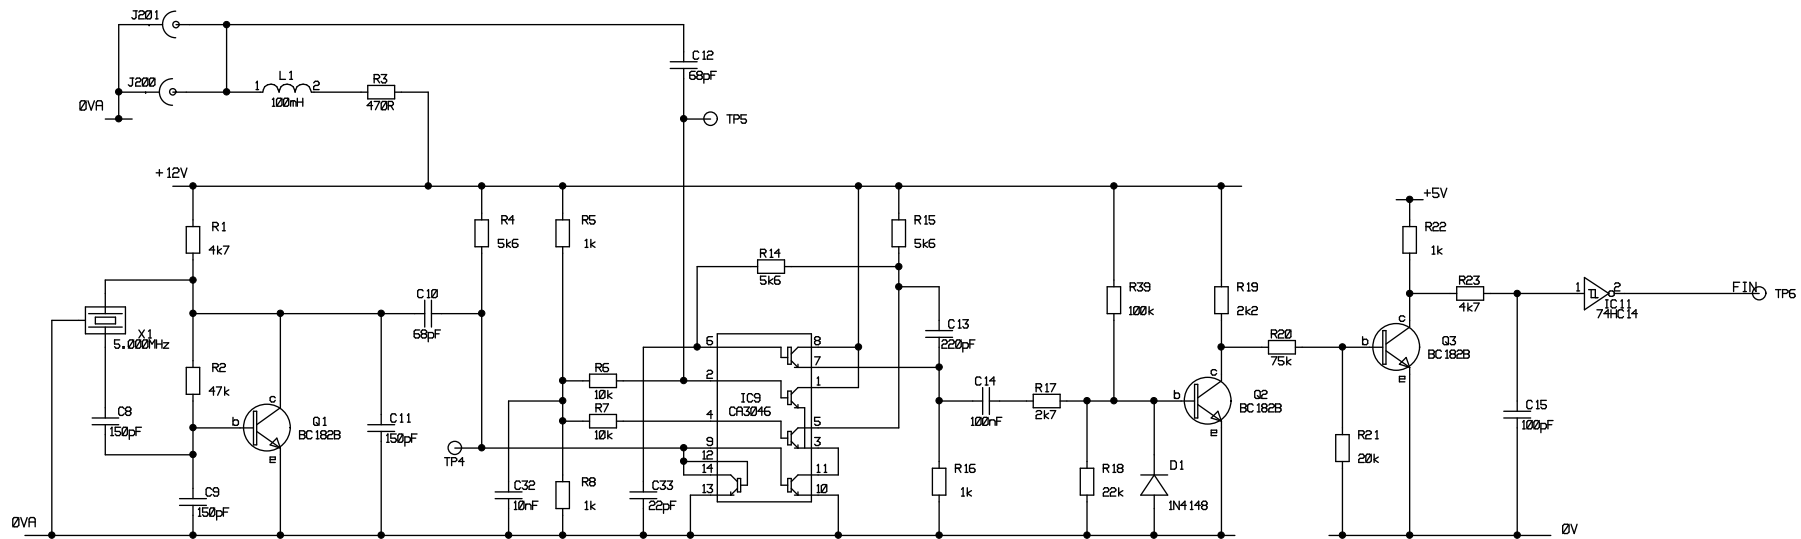 J201
C12
68pF
J200
L1
1
2
100mH
R3
470R
0VA
TP5
+12V
+5V
R1
4k7
R4
5k6
R5
1k
R15
5k6
R22
1k
R14
5k6
R39
100k
R19
2k2
R23
4k7
1
2
IC11
74HC14
FIN
TP6
C10
68pF
X1
5.000MHz
C13
220pF
R20
75k
b
c
e
Q3
BC182B
6
8
7
R2
47k
R6
10k
2
1
IC9
CA3046
C14
100nF
R17
2k7
b
c
e
Q2
BC182B
C8
150pF
b
c
e
Q1
BC182B
C11
150pF
R7
10k
4
5
3
C15
100pF
TP4
9
12
14
13
11
10
R21
20k
R16
1k
R18
22k
D1
1N4148
C9
150pF
C32
10nF
R8
1k
C33
22pF
0VA
0V